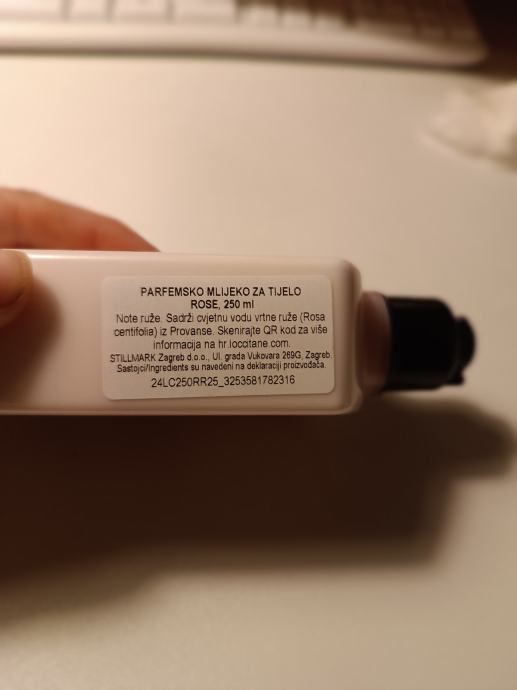 PARFEMSKO MLIJEKO ZA TIJELO
ROSE, 250 ml
Note ruže. Sadrži cvjetnu vodu vrtne ruže (Rosa
centifolia) iz Provanse. Skenirajte QR kod za više
informacija na hr.loccitane.com.
STILLMARK Zagreb d.o.o., Ul. grada Vukovara 269G, Zagreb.
Sastojci/Ingredients su navedeni na deklaraciji proizvođača.
24LC250RR25_3253581782316